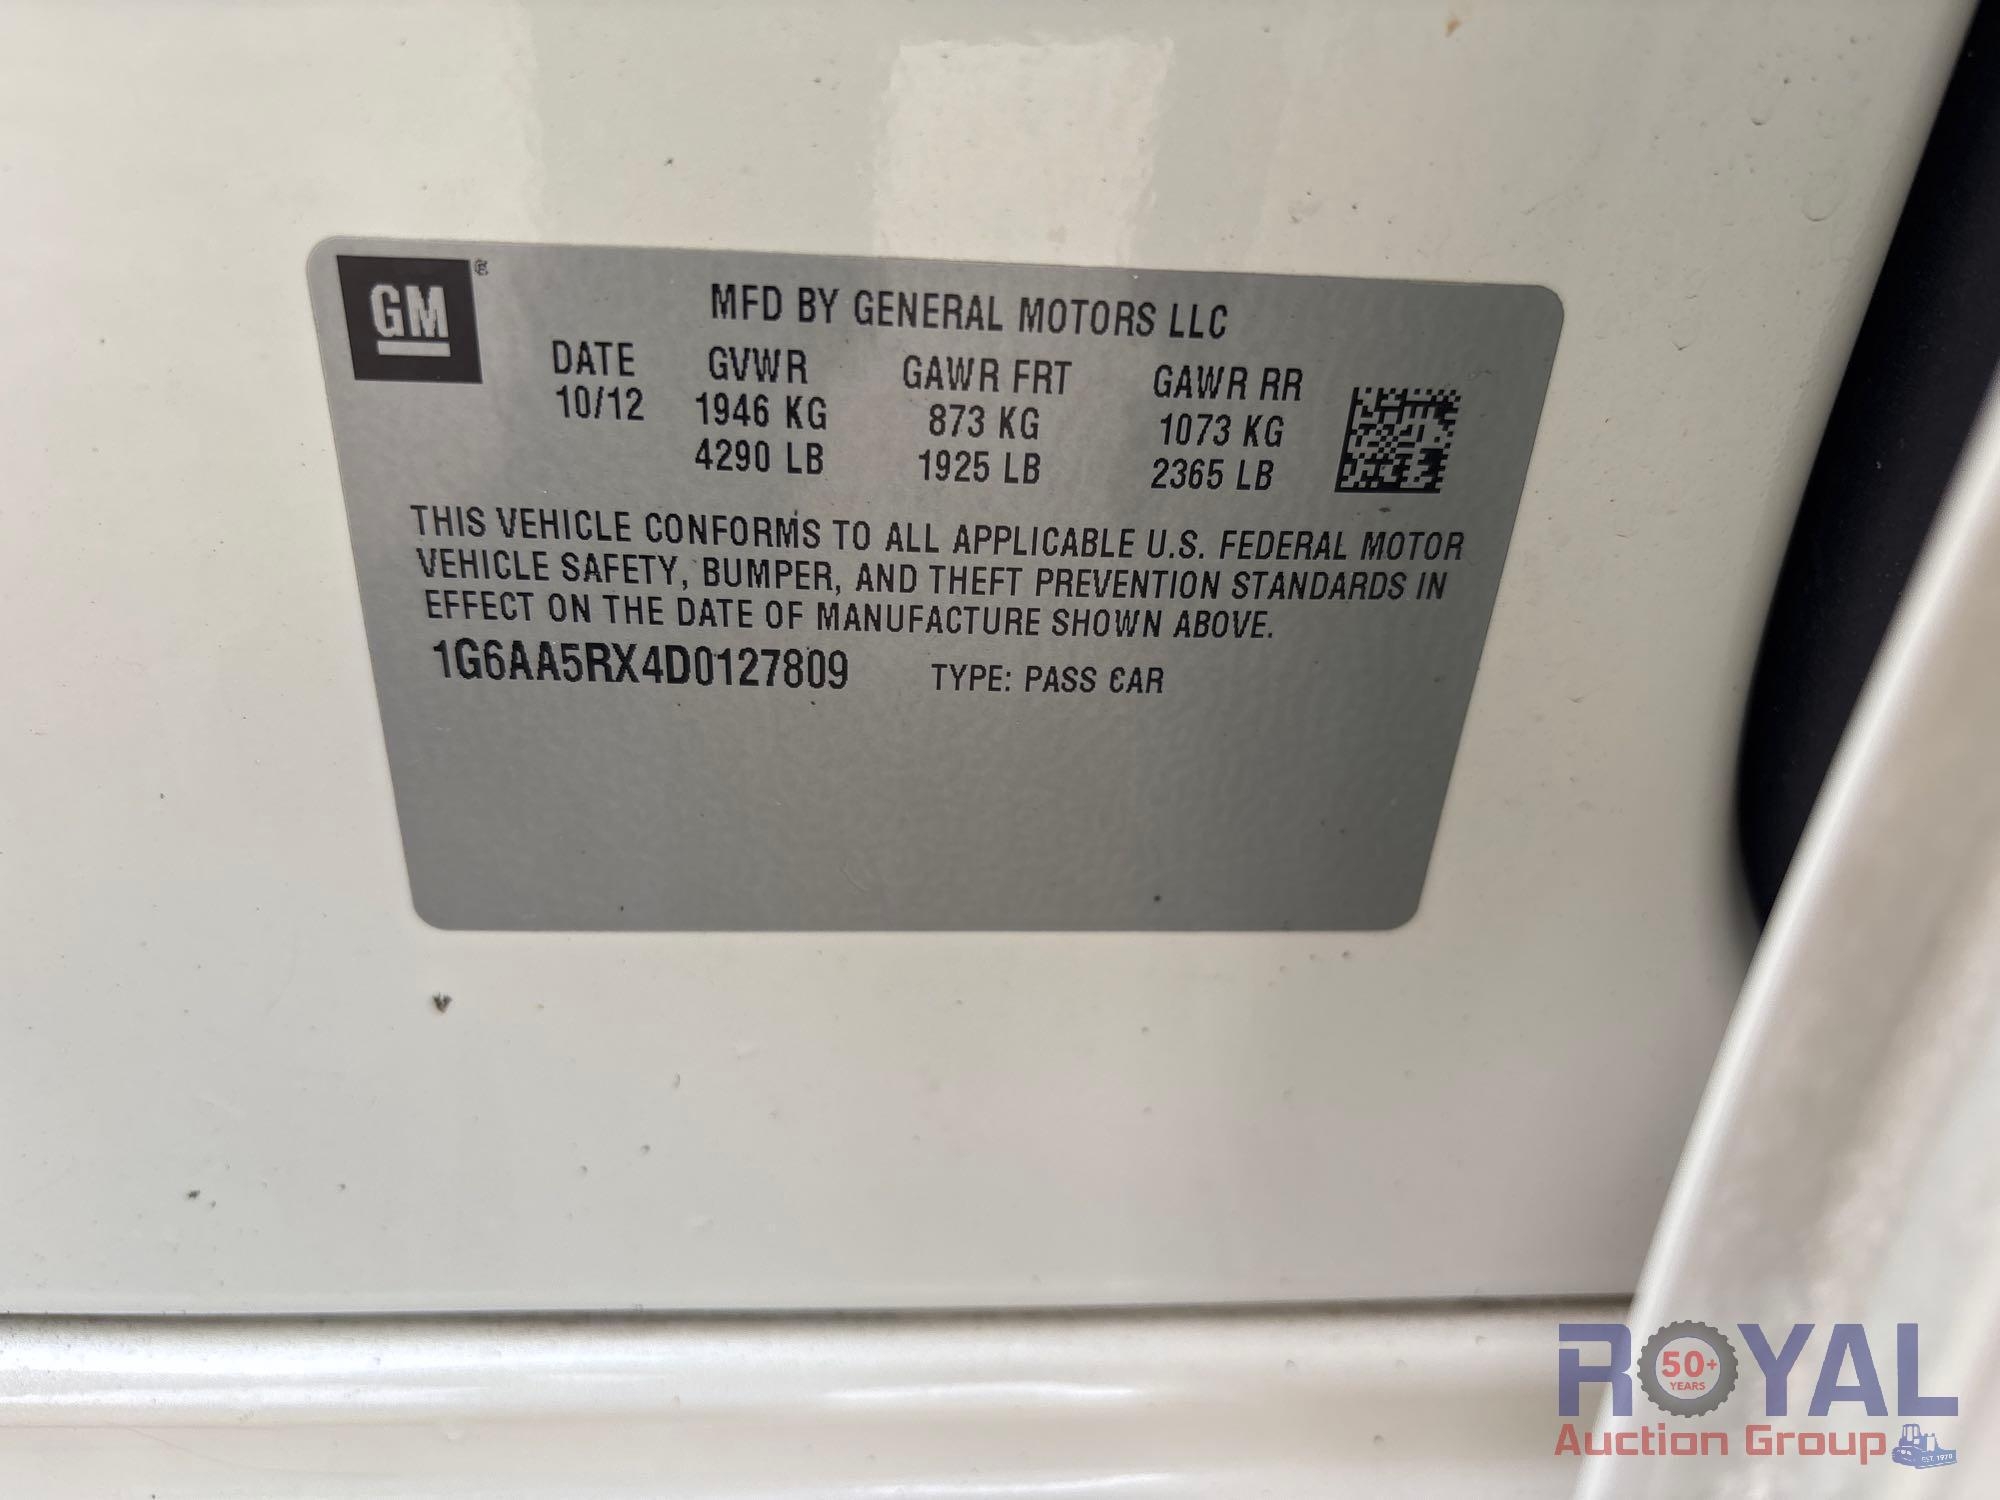 GM®
MFD BY GENERAL MOTORS LLC
DATE GVWR GAWR FRT GAWR RR
10/12 1946 KG 873 KG 1073 KG
4290 LB 1925 LB 2365 LB
THIS VEHICLE CONFORMS TO ALL APPLICABLE U.S. FEDERAL MOTOR
VEHICLE SAFETY, BUMPER, AND THEFT PREVENTION STANDARDS IN
EFFECT ON THE DATE OF MANUFACTURE SHOWN ABOVE.
1G6AA5RX4D0127809 TYPE: PASS CAR
ROYAL
50+
YEARS
Auction Group
EST. 1970